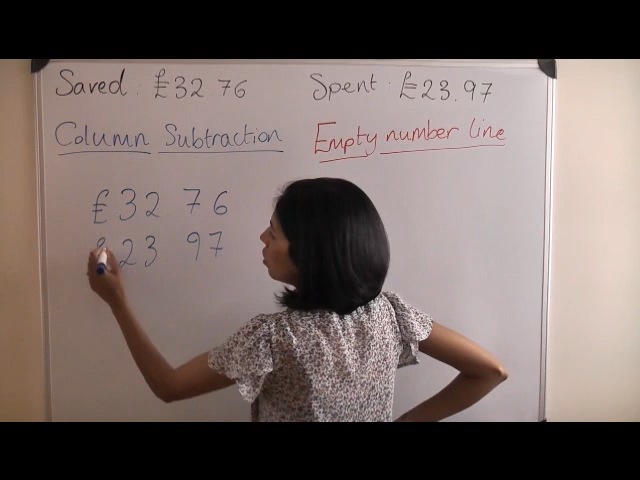 Saved : £32 76 Spent : £23.97
Column Subtraction Empty number line
£32 76
£23 97